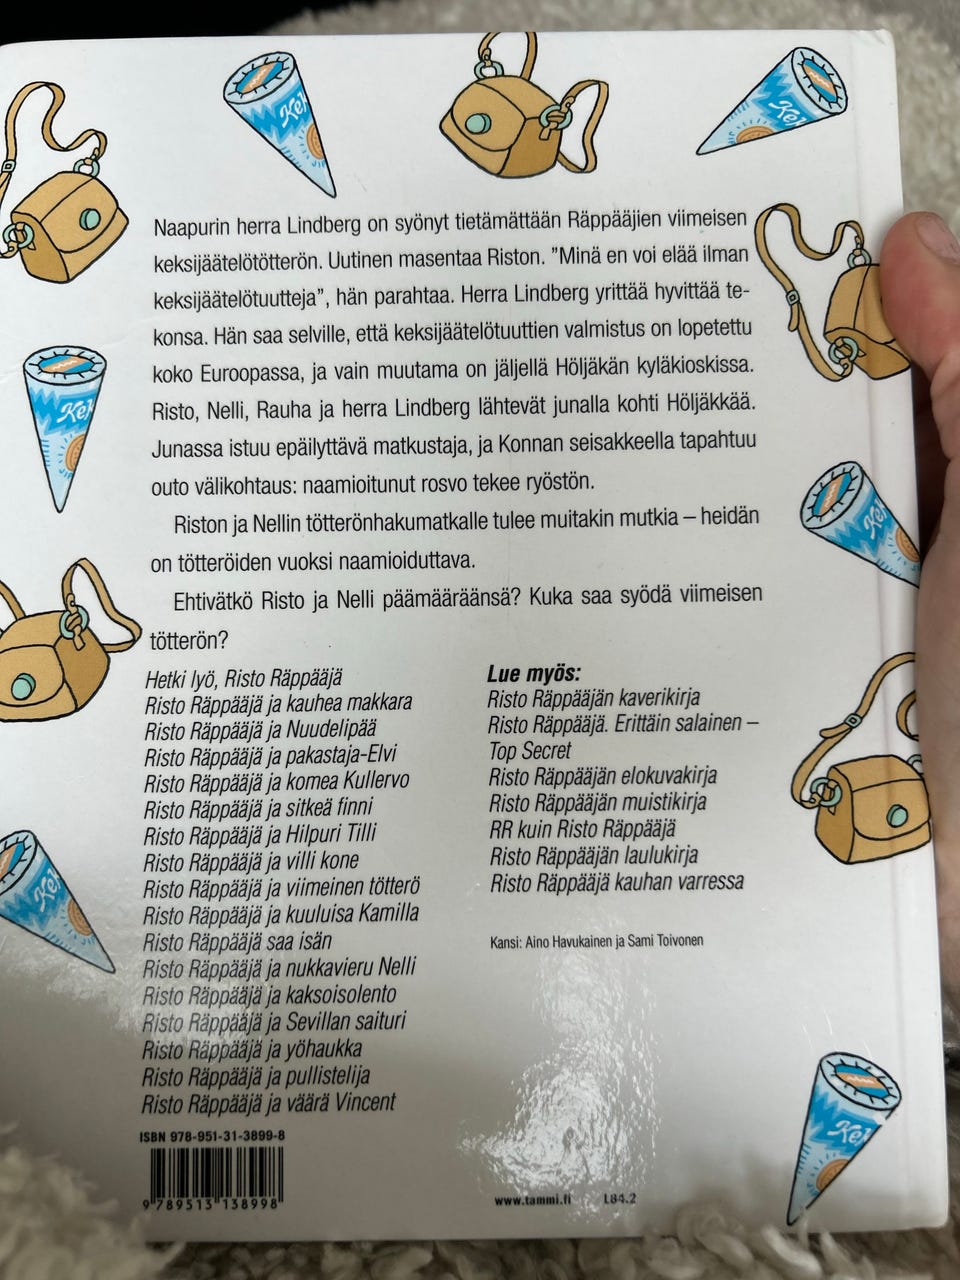 Naapurin herra Lindberg on syönyt tietämättään Räppääjien viimeisen
keksijäätelötötterön. Uutinen masentaa Riston. ”Minä en voi elää ilman
keksijäätelötuutteja”, hän parahtaa. Herra Lindberg yrittää hyvittää te-
konsa. Hän saa selville, että keksijäätelötuuttien valmistus on lopetettu
koko Euroopassa, ja vain muutama on jäljellä Höljäkän kyläkioskissa.
Risto, Nelli, Rauha ja herra Lindberg lähtevät junalla kohti Höljäkkää.
Junassa istuu epäilyttävä matkustaja, ja Konnan seisakkeella tapahtuu
outo välikohtaus: naamioitunut rosvo tekee ryöstön.
Riston ja Nellin tötterönhakumatkalle tulee muitakin mutkia – heidän
on tötteröiden vuoksi naamioiduttava.
Ehtivätkö Risto ja Nelli päämääräänsä? Kuka saa syödä viimeisen
tötterön?
Hetki lyö, Risto Räppääjä
Risto Räppääjä ja kauhea makkara
Risto Räppääjä ja Nuudelipää
Risto Räppääjä ja pakastaja-Elvi
Risto Räppääjä ja komea Kullervo
Risto Räppääjä ja sitkeä finni
Risto Räppääjä ja Hilpuri Tilli
Risto Räppääjä ja villi kone
Risto Räppääjä ja viimeinen tötterö
Risto Räppääjä ja kuuluisa Kamilla
Risto Räppääjä saa isän
Risto Räppääjä ja nukkavieru Nelli
Risto Räppääjä ja kaksoisolento
Risto Räppääjä ja Sevillan saituri
Risto Räppääjä ja yöhaukka
Risto Räppääjä ja pullistelija
Risto Räppääjä ja väärä Vincent
Lue myös:
Risto Räppääjän kaverikirja
Risto Räppääjä. Erittäin salainen –
Top Secret
Risto Räppääjän elokuvakirja
Risto Räppääjän muistikirja
RR kuin Risto Räppääjä
Risto Räppääjän laulukirja
Risto Räppääjä kauhan varressa
Kansi: Aino Havukainen ja Sami Toivonen
ISBN 978-951-31-3899-8
9 789513 138998
www.tammi.fi L84.2